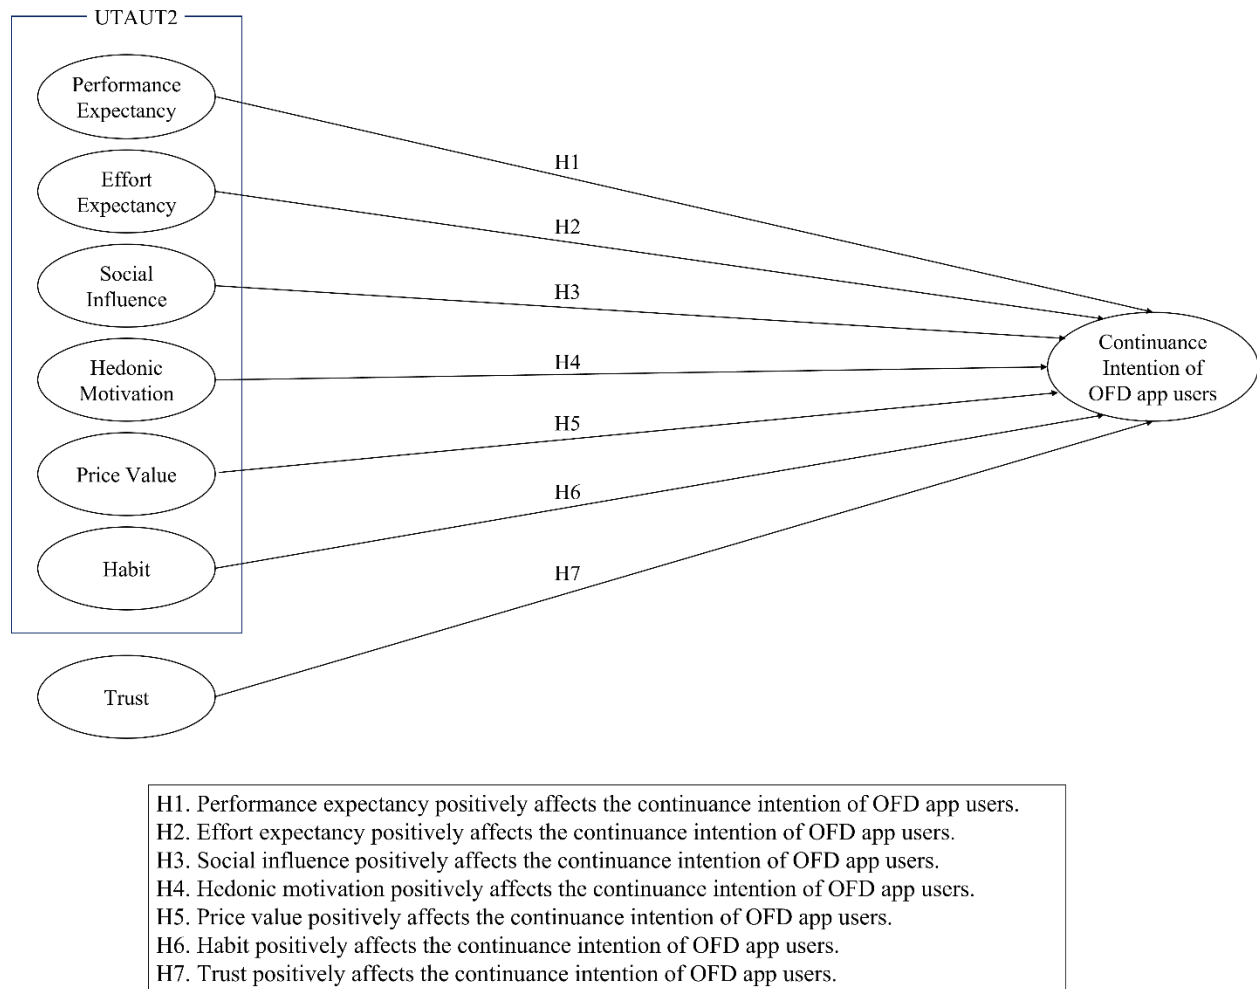 UTAUT2
Performance
Expectancy
Effort
Expectancy
Social
Influence
Hedonic
Motivation
Price Value
Habit
Trust
H1
H2
H3
H4
H5
H6
H7
Continuance
Intention of
OFD app users
H1. Performance expectancy positively affects the continuance intention of OFD app users.
H2. Effort expectancy positively affects the continuance intention of OFD app users.
H3. Social influence positively affects the continuance intention of OFD app users.
H4. Hedonic motivation positively affects the continuance intention of OFD app users.
H5. Price value positively affects the continuance intention of OFD app users.
H6. Habit positively affects the continuance intention of OFD app users.
H7. Trust positively affects the continuance intention of OFD app users.